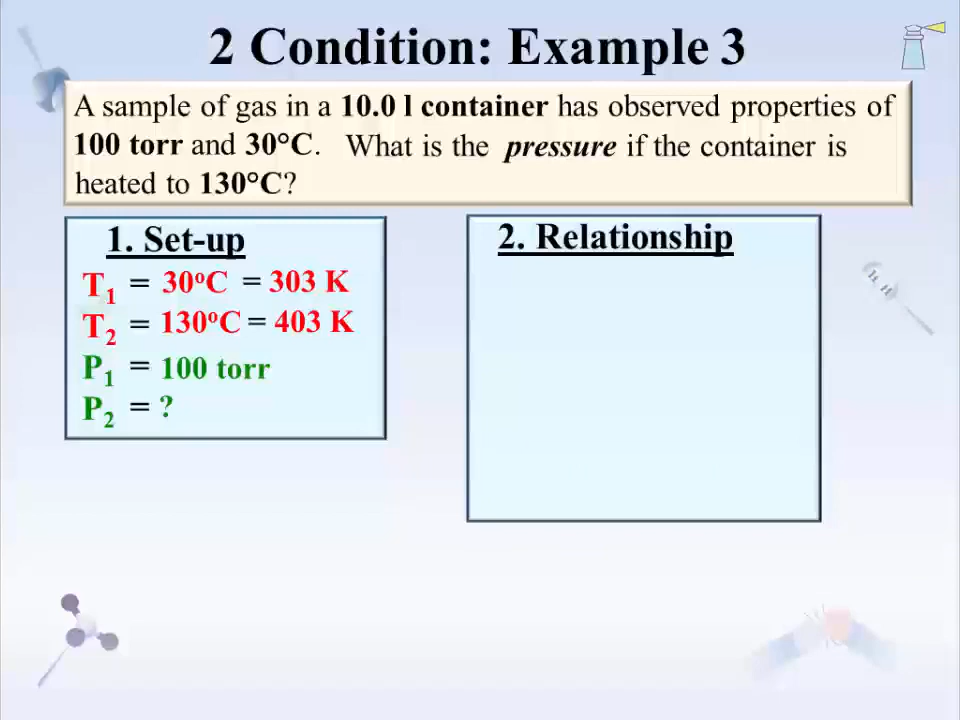 2 Condition: Example 3
A sample of gas in a 10.0 l container has observed properties of
100 torr and 30°C. What is the pressure if the container is
heated to 130°C?
1. Set-up
T₁ = 30°C = 303 K
T₂ = 130°C = 403 K
P₁ = 100 torr
P₂ = ?
2. Relationship